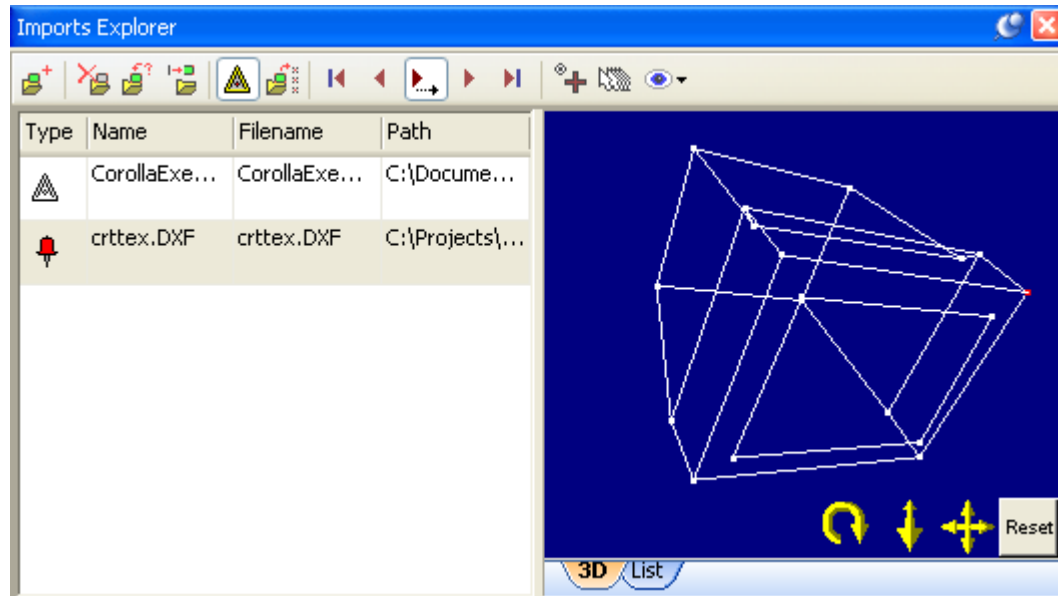 Imports Explorer
Type Name Filename Path
CorollaExe... CorollaExe... C:\Docume...
crttex.DXF crttex.DXF C:\Projects\...
Reset
3D List